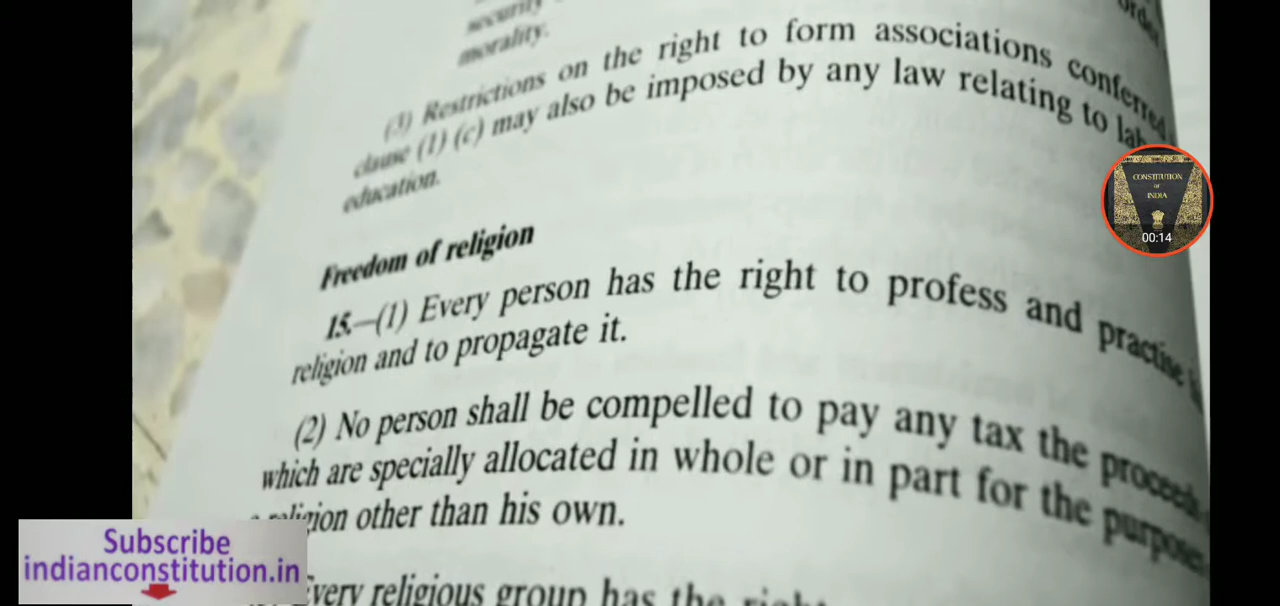 security
morality.
(3) Restrictions on the right to form associations conferred
clause (1) (c) may also be imposed by any law relating to
education.
Freedom of religion
15.—(1) Every person has the right to profess and practise
religion and to propagate it.
(2) No person shall be compelled to pay any tax the proceeds
which are specially allocated in whole or in part for the purposes
religion other than his own.
Every religious group has the
CONSTITUTION
OF
INDIA
00:14
Subscribe
indianconstitution.in